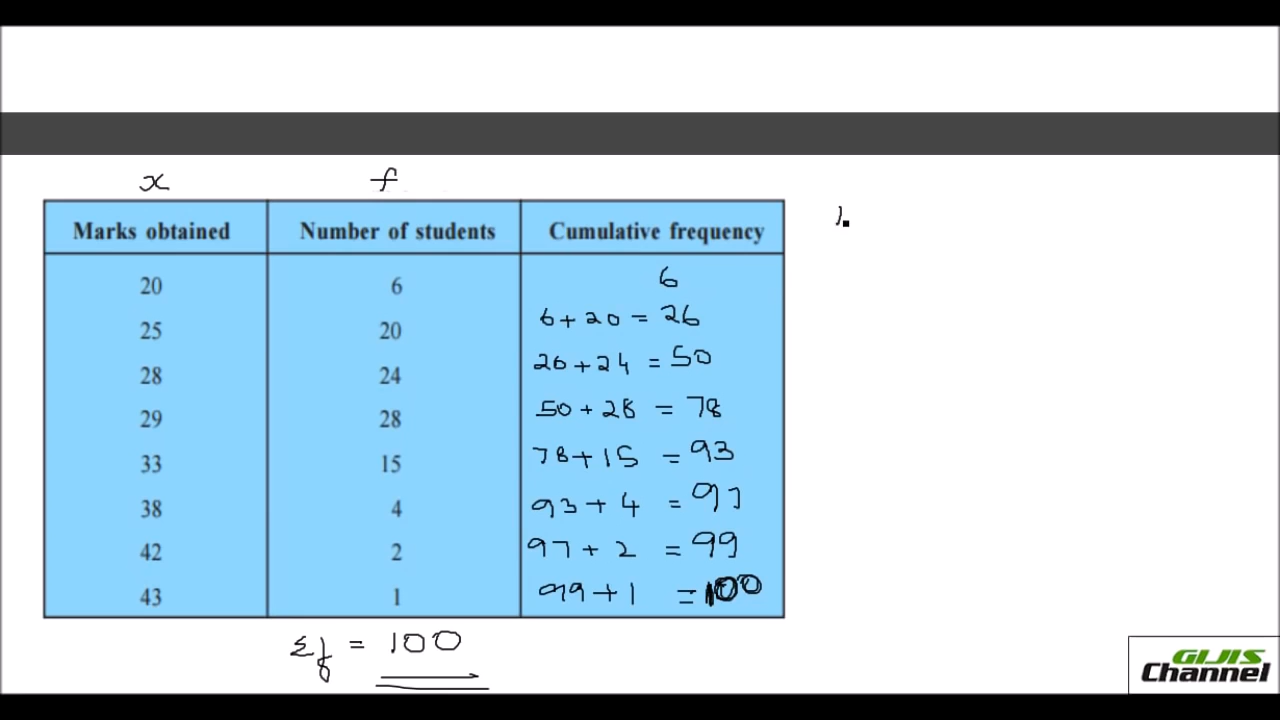 x f
Marks obtained Number of students Cumulative frequency
20 6 6
25 20 6+20 = 26
28 24 26+24 = 50
29 28 50+28 = 78
33 15 78+15 = 93
38 4 93+4 = 97
42 2 97+2 = 99
43 1 99+1 = 100
Σf = 100
GIJIS
Channel